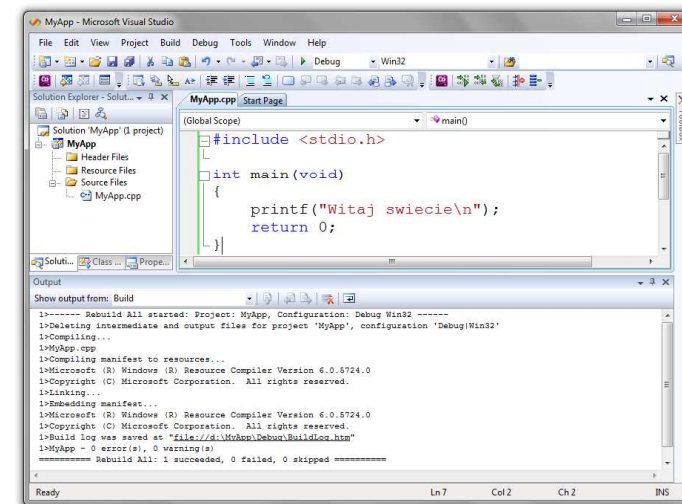 MyApp - Microsoft Visual Studio
File Edit View Project Build Debug Tools Window Help
Debug Win32
Solution Explorer - Solut...
MyApp.cpp Start Page
Toolbox
(Global Scope) main()
Solution 'MyApp' (1 project)
MyApp
Header Files
Resource Files
Source Files
MyApp.cpp
#include <stdio.h>
int main(void)
{
printf("Witaj swiecie\n");
return 0;
}
Soluti... Class ... Prope...
Output
Show output from: Build
1>------ Rebuild All started: Project: MyApp, Configuration: Debug Win32 ------
1>Deleting intermediate and output files for project 'MyApp', configuration 'Debug|Win32'
1>Compiling...
1>MyApp.cpp
1>Compiling manifest to resources...
1>Microsoft (R) Windows (R) Resource Compiler Version 6.0.5724.0
1>Copyright (C) Microsoft Corporation. All rights reserved.
1>Linking...
1>Embedding manifest...
1>Microsoft (R) Windows (R) Resource Compiler Version 6.0.5724.0
1>Copyright (C) Microsoft Corporation. All rights reserved.
1>Build log was saved at "file://d:\MyApp\Debug\BuildLog.htm"
1>MyApp - 0 error(s), 0 warning(s)
========== Rebuild All: 1 succeeded, 0 failed, 0 skipped ==========
Ready Ln 7 Col 2 Ch 2 INS